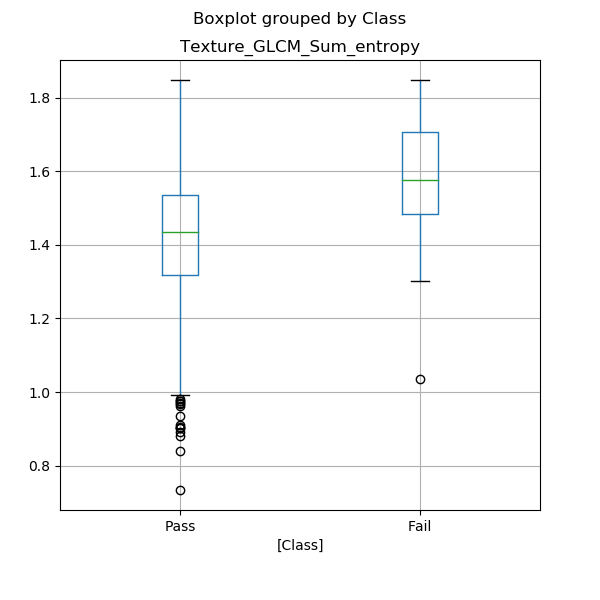 Boxplot grouped by Class
Texture_GLCM_Sum_entropy
1.8
1.6
1.4
1.2
1.0
0.8
Pass Fail
[Class]